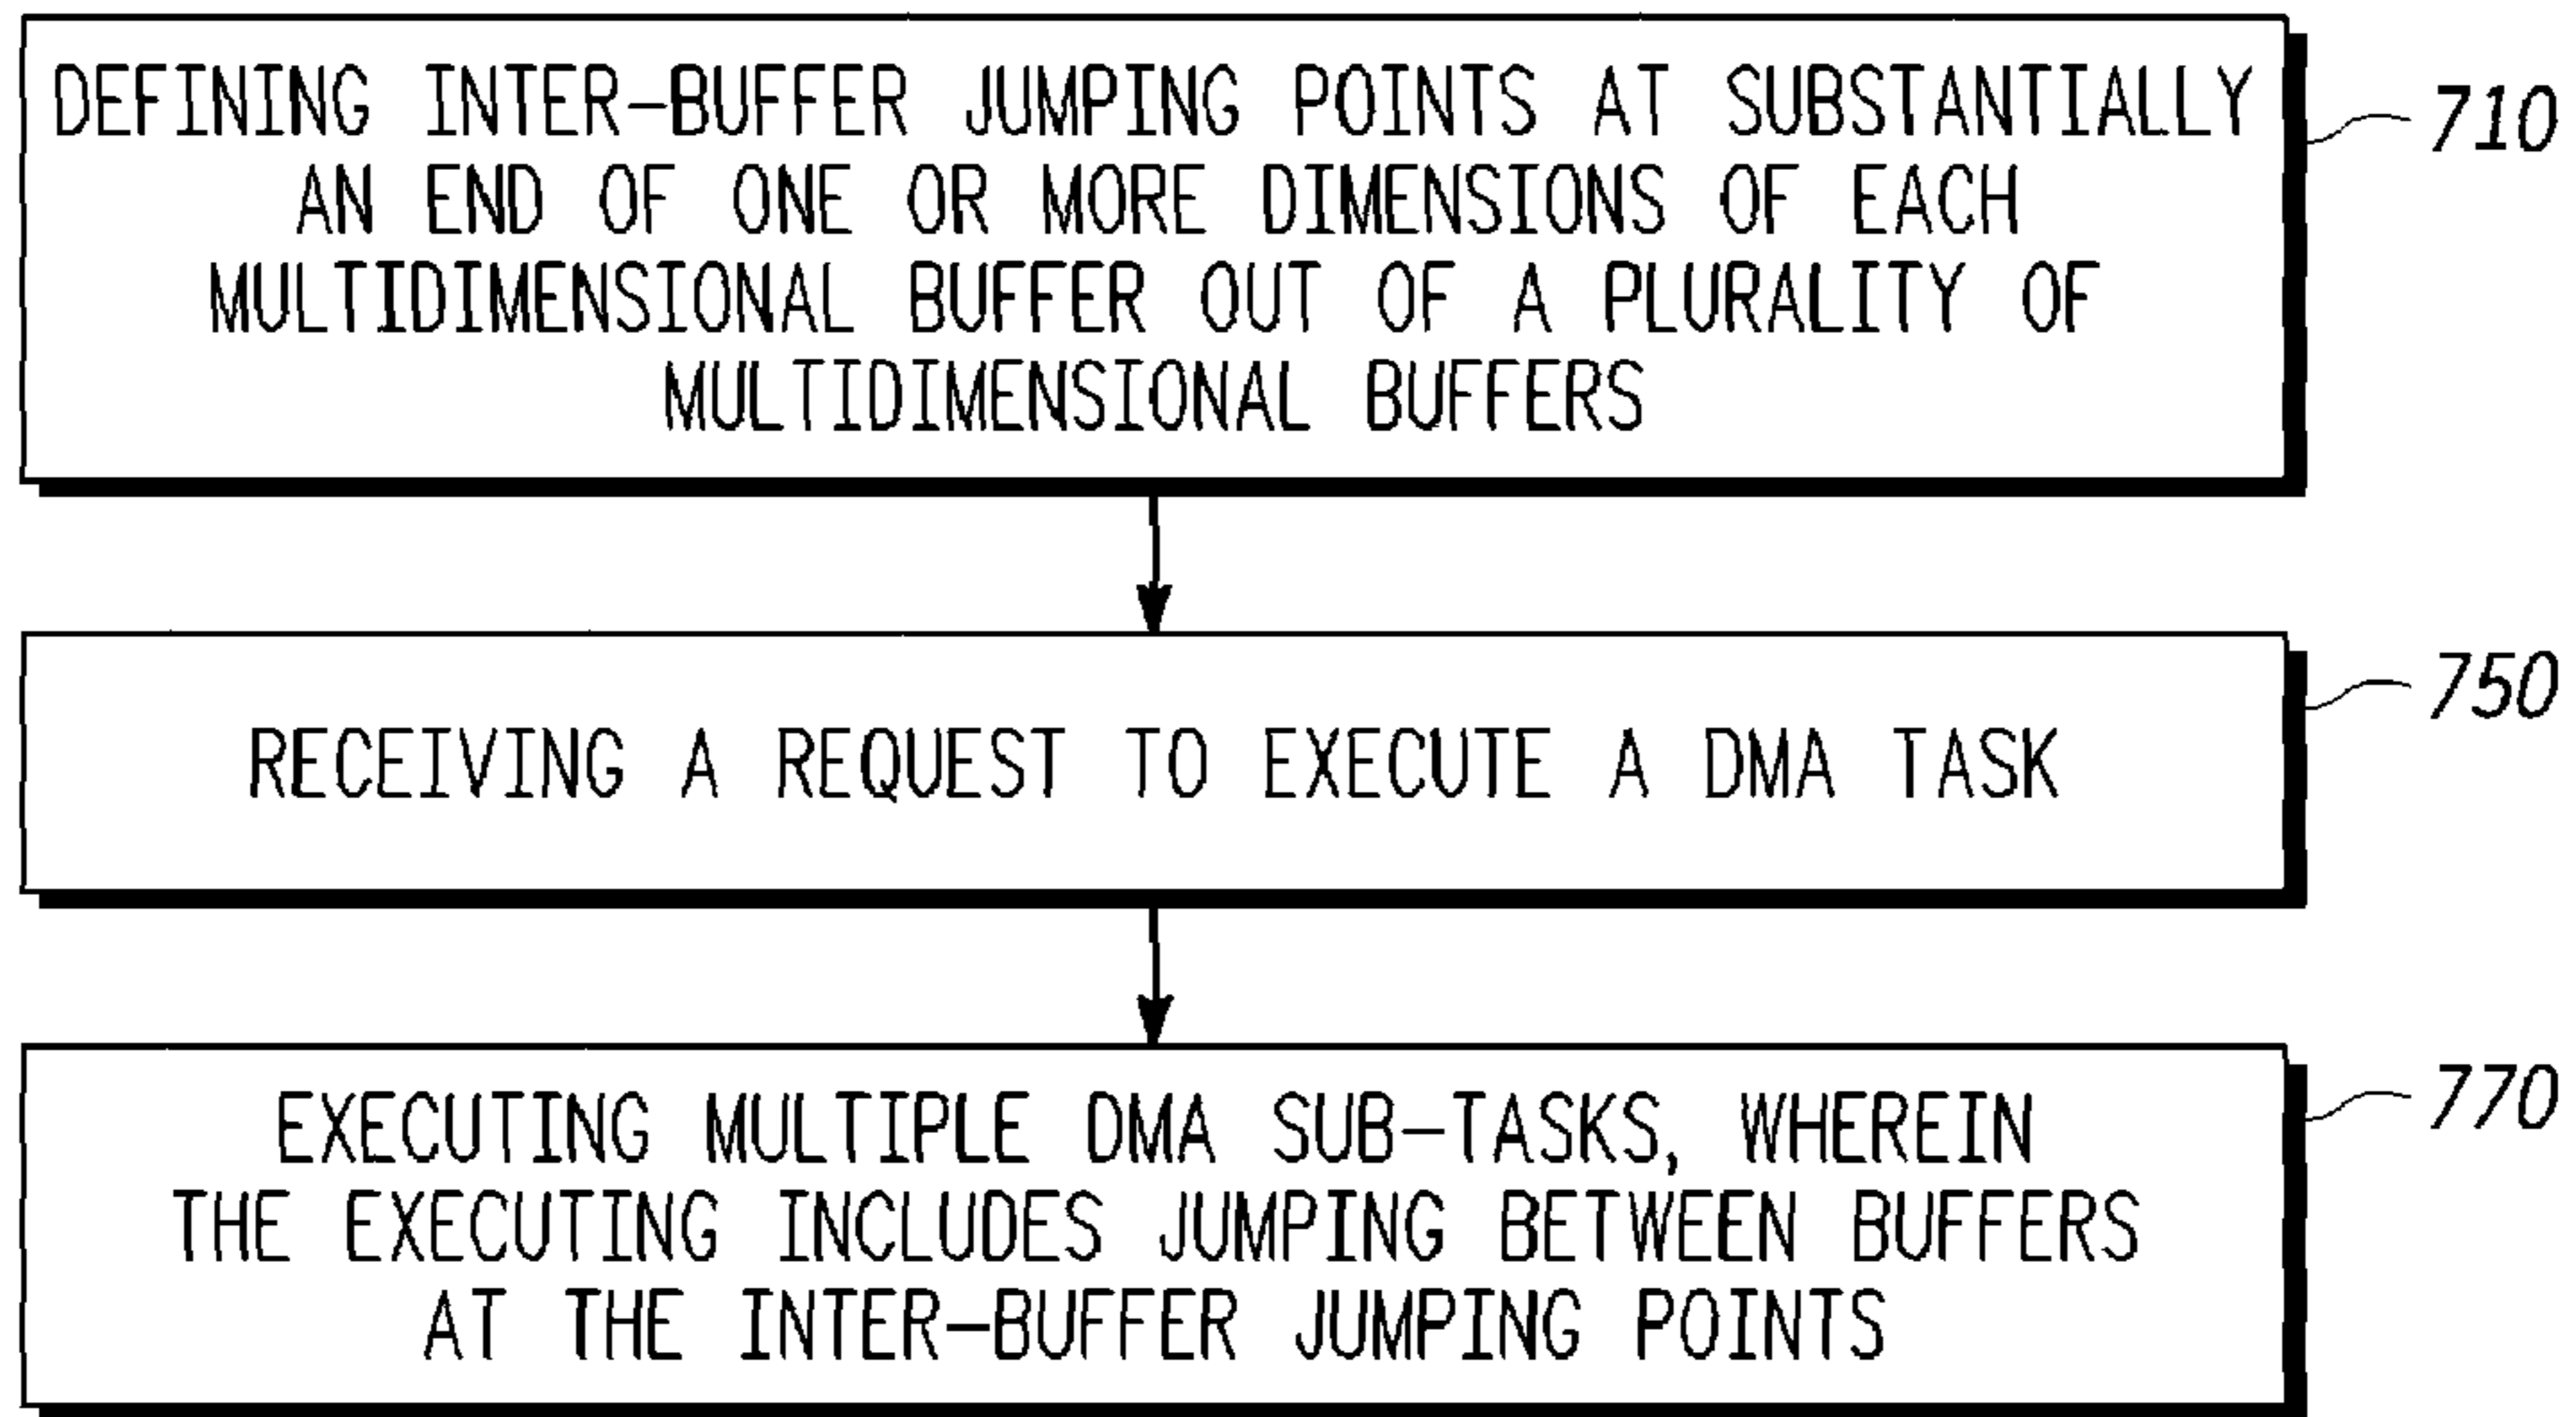 DEFINING INTER-BUFFER JUMPING POINTS AT SUBSTANTIALLY
AN END OF ONE OR MORE DIMENSIONS OF EACH
MULTIDIMENSIONAL BUFFER OUT OF A PLURALITY OF
MULTIDIMENSIONAL BUFFERS
710
RECEIVING A REQUEST TO EXECUTE A DMA TASK
750
EXECUTING MULTIPLE DMA SUB-TASKS, WHEREIN
THE EXECUTING INCLUDES JUMPING BETWEEN BUFFERS
AT THE INTER-BUFFER JUMPING POINTS
770